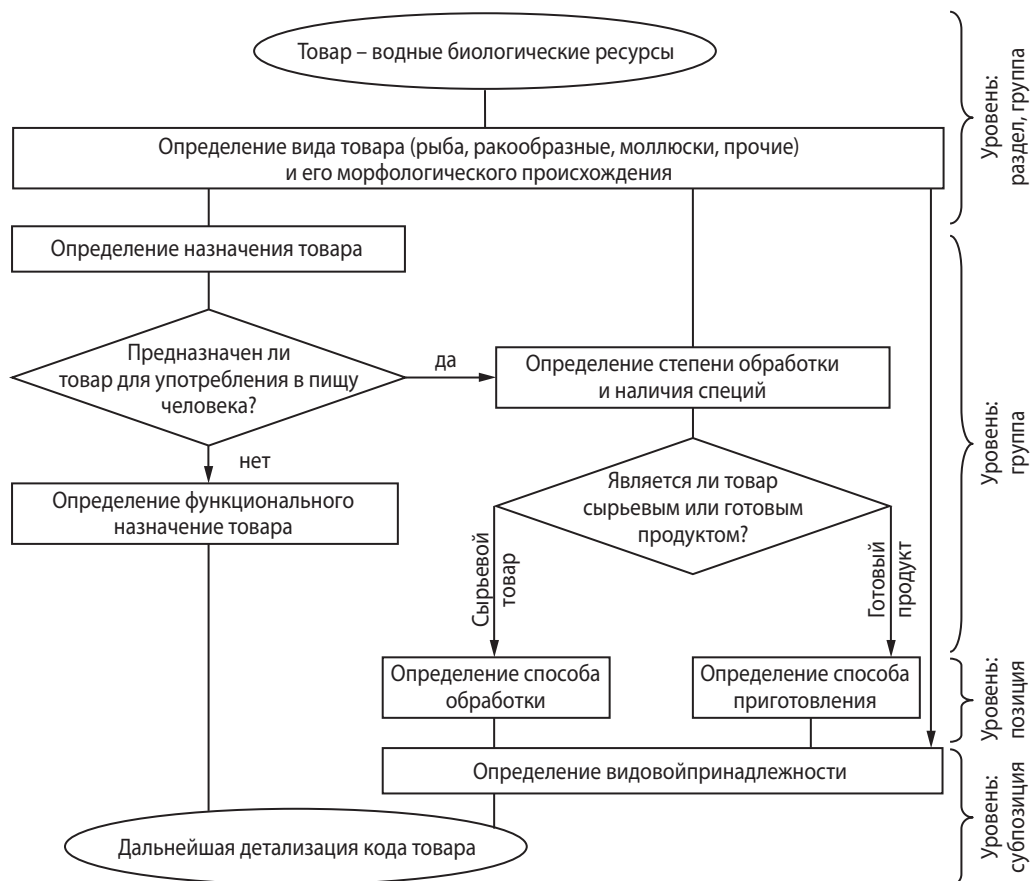 Товар – водные биологические ресурсы
Уровень:
раздел, группа
Определение вида товара (рыба, ракообразные, моллюски, прочие)
и его морфологического происхождения
Определение назначения товара
Предназначен ли
товар для употребления в пищу
человека?
да
Определение степени обработки
и наличия специй
Уровень:
группа
нет
Определение функционального
назначение товара
Является ли товар
сырьевым или готовым
продуктом?
Сырьевой
товар
Готовый
продукт
Определение способа
обработки
Определение способа
приготовления
Уровень:
позиция
Определение видовойпринадлежности
Уровень:
субпозиция
Дальнейшая детализация кода товара